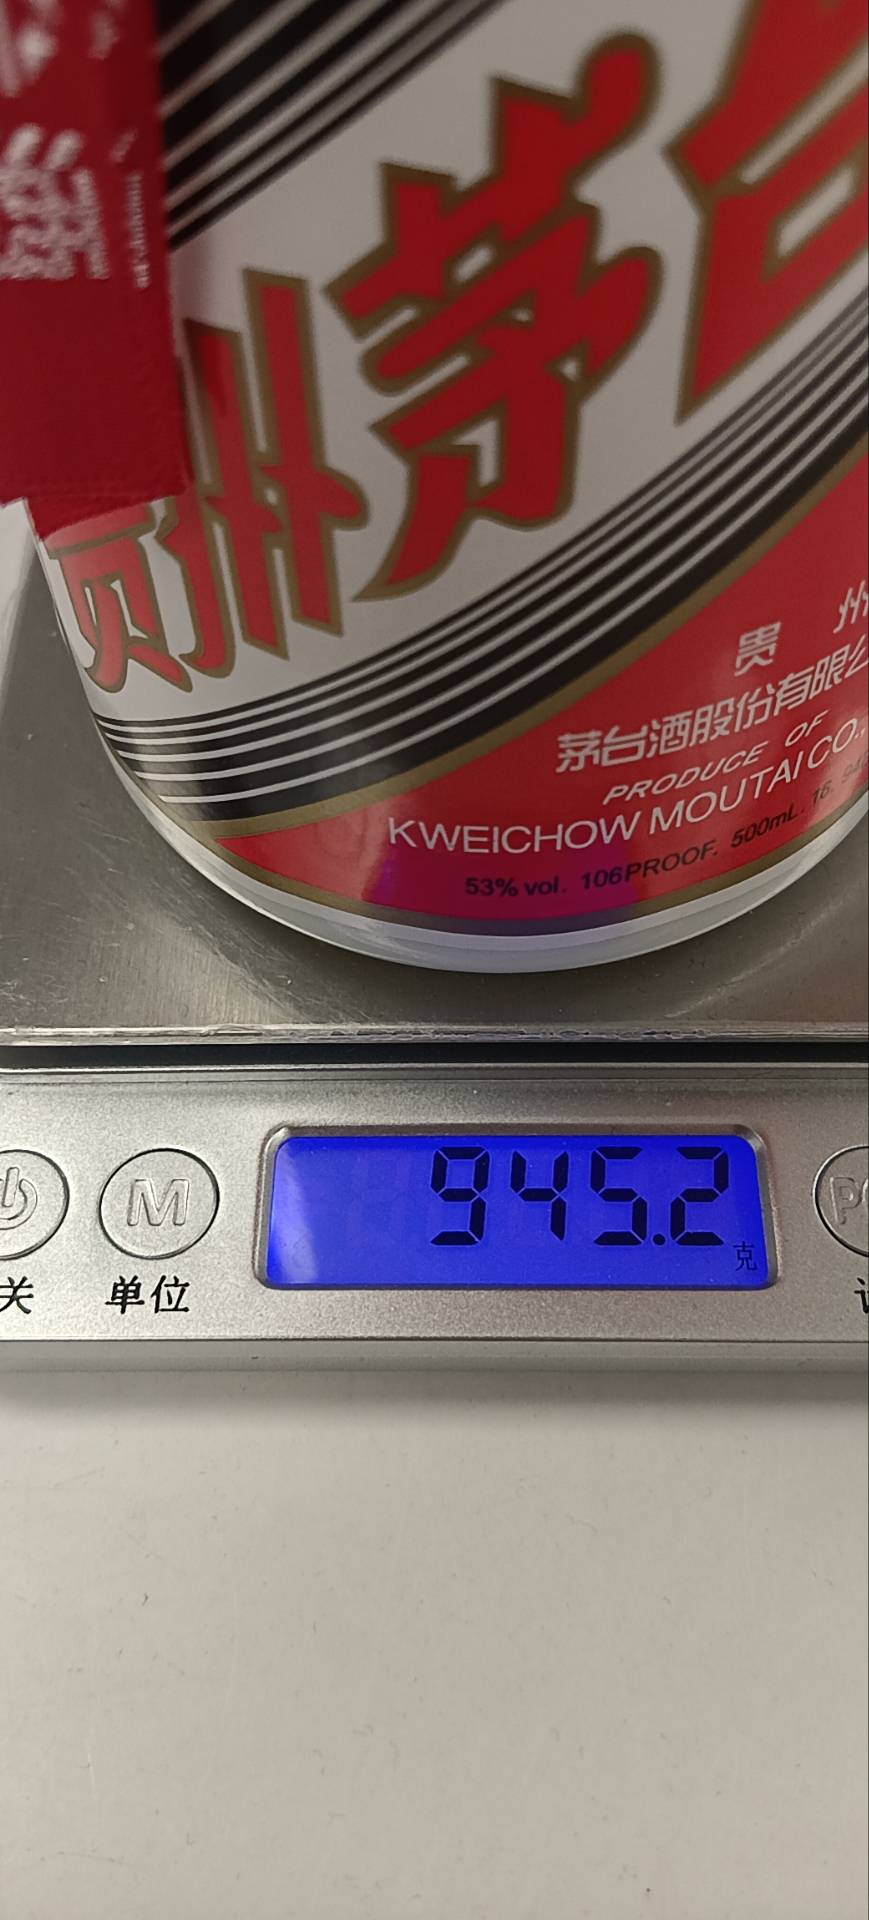 贵州茅台
贵州
茅台酒股份有限公
PRODUCE OF
KWEICHOW MOUTAI CO.,
53% vol. 106PROOF. 500mL. 16.
945.2
克
M
关
单位